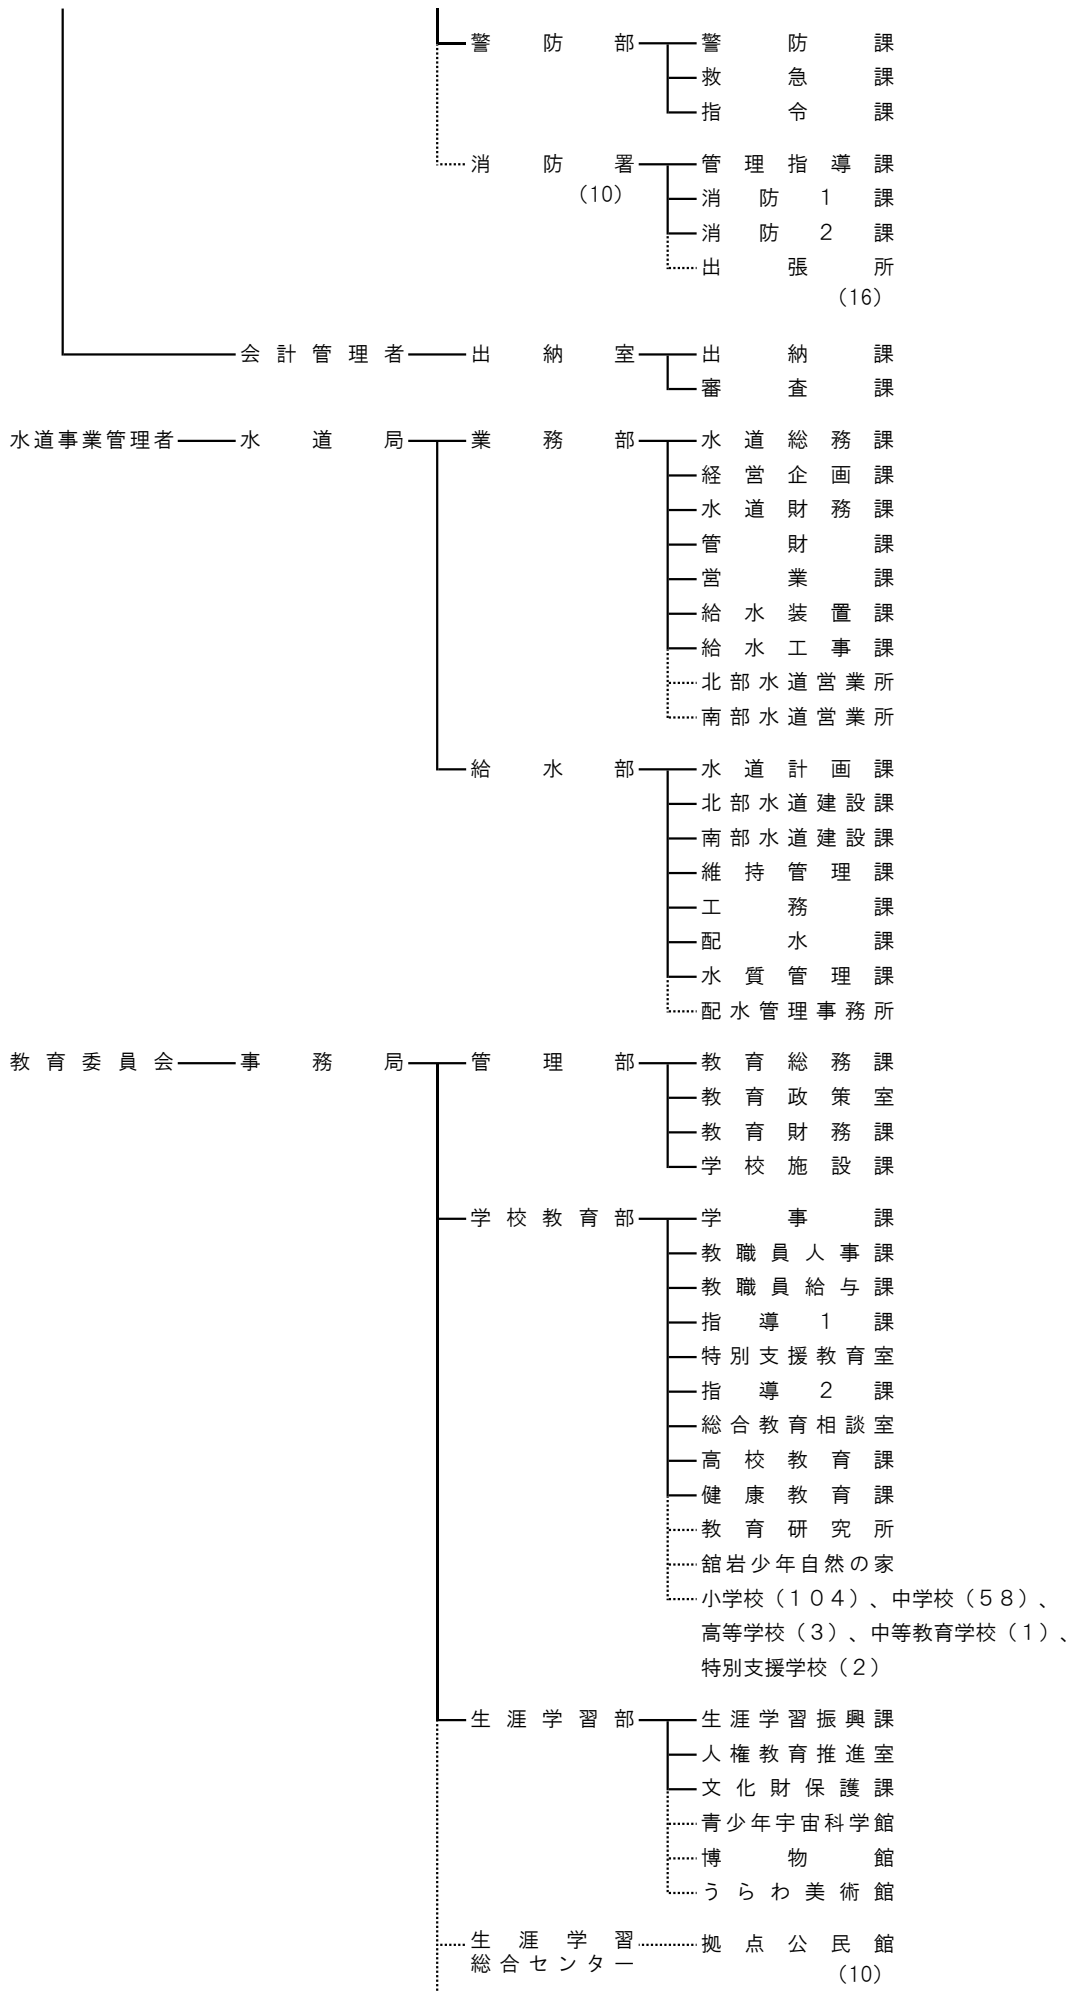 警防部 警防課
救急課
指令課
消防署 管理指導課
(10) 消防1課
消防2課
出張所
(16)
会計管理者 出納室 出納課
審査課
水道事業管理者 水道局 業務部 水道総務課
経営企画課
水道財務課
管財課
営業課
給水装置課
給水工事課
北部水道営業所
南部水道営業所
給水部 水道計画課
北部水道建設課
南部水道建設課
維持管理課
工務課
配水課
水質管理課
配水管理事務所
教育委員会 事務局 管理部 教育総務課
教育政策室
教育財務課
学校施設課
学校教育部 学事課
教職員人事課
教職員給与課
指導1課
特別支援教育室
指導2課
総合教育相談室
高校教育課
健康教育課
教育研究所
舘岩少年自然の家
小学校（１０４）、中学校（５８）、
高等学校（３）、中等教育学校（１）、
特別支援学校（２）
生涯学習部 生涯学習振興課
人権教育推進室
文化財保護課
青少年宇宙科学館
博物館
うらわ美術館
生涯学習 拠点公民館
総合センター
(10)